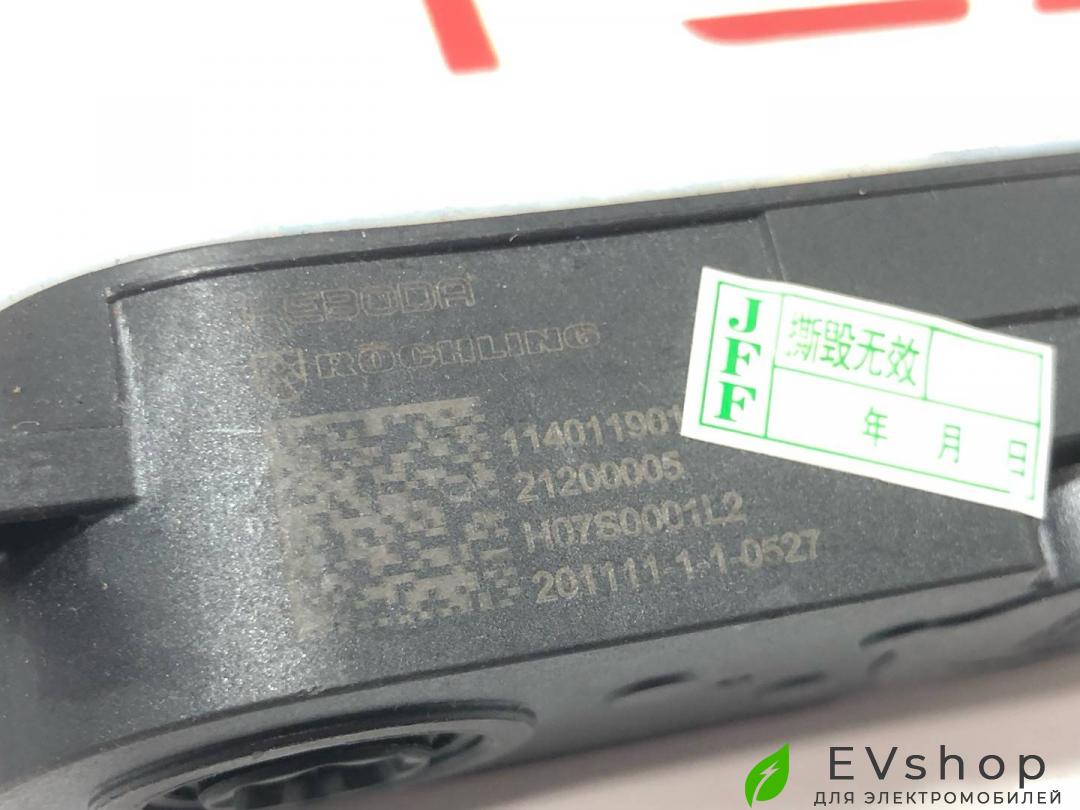 KEBODA
RÖCHLING
114011901
21200005
H07S0001L2
201111-1-1-0527
JFF
撕毁无效
年 月 日
EVshop
ДЛЯ ЭЛЕКТРОМОБИЛЕЙ